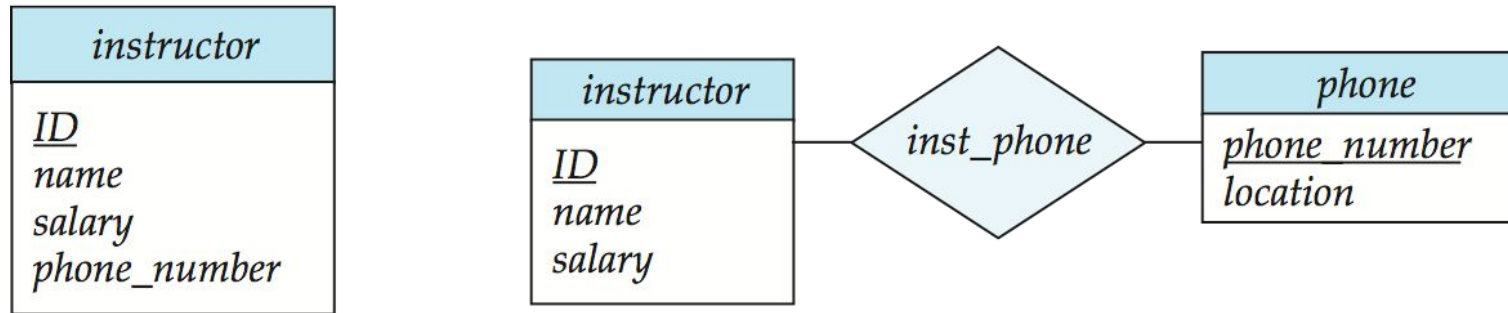 instructor
ID
name
salary
phone_number
instructor
ID
name
salary
inst_phone
phone
phone_number
location